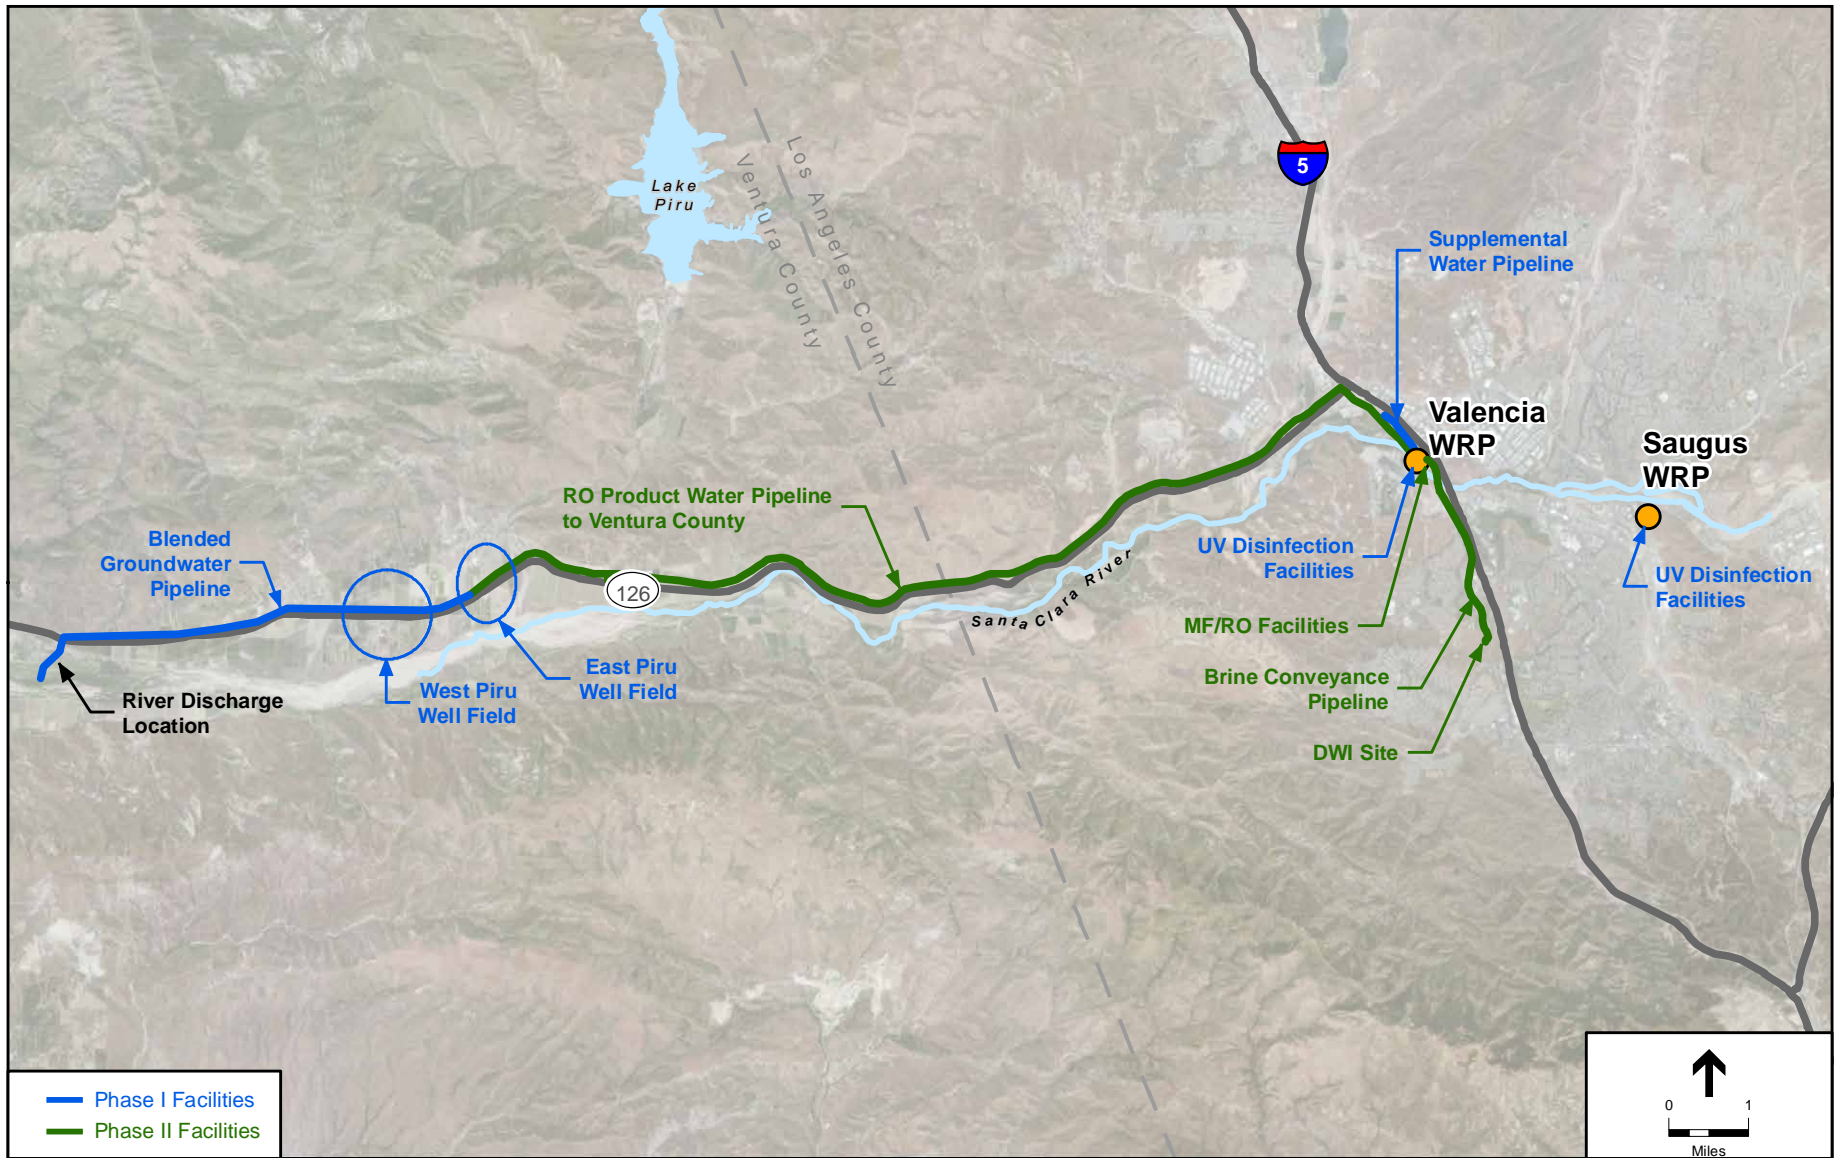 Lake
Piru
Los Angeles County
Ventura County
5
Supplemental
Water Pipeline
Valencia
WRP
Saugus
WRP
RO Product Water Pipeline
to Ventura County
Blended
Groundwater
Pipeline
UV Disinfection
Facilities
UV Disinfection
Facilities
126
Santa Clara River
MF/RO Facilities
East Piru
Well Field
West Piru
Well Field
River Discharge
Location
Brine Conveyance
Pipeline
DWI Site
Phase I Facilities
Phase II Facilities
0 1
Miles